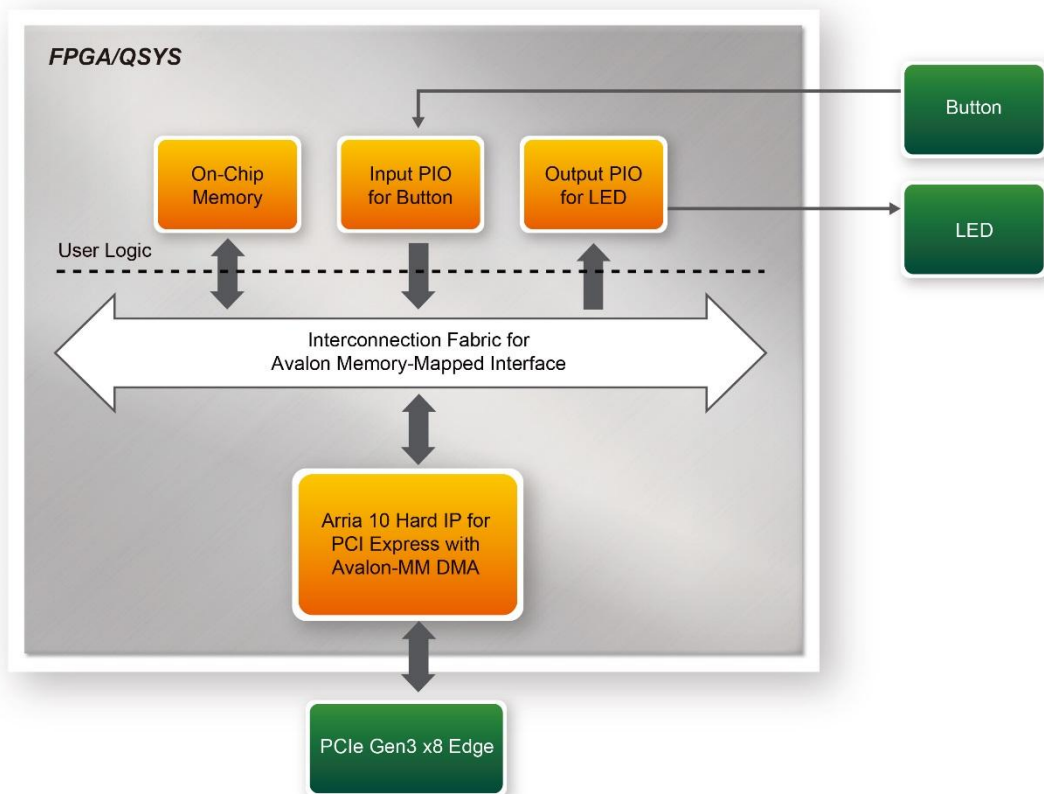 FPGA/QSYS
Button
On-Chip
Memory
Input PIO
for Button
Output PIO
for LED
LED
User Logic
Interconnection Fabric for
Avalon Memory-Mapped Interface
Arria 10 Hard IP for
PCI Express with
Avalon-MM DMA
PCIe Gen3 x8 Edge